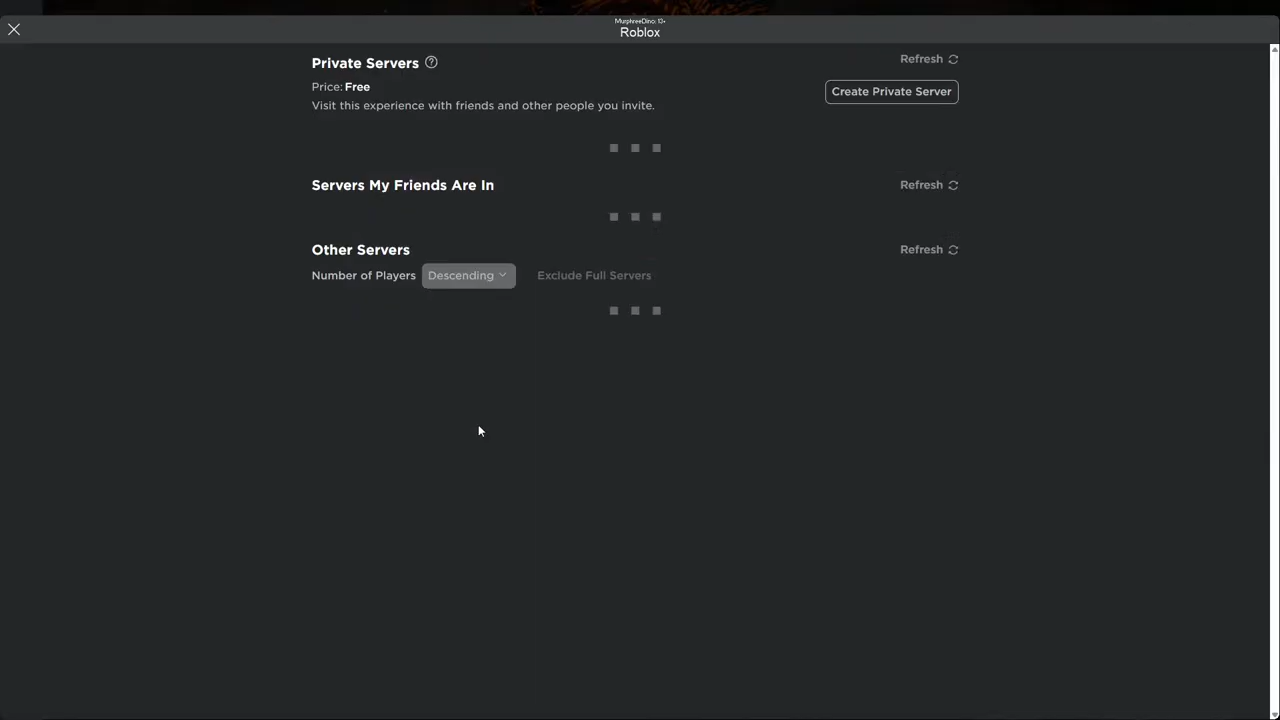 MurphreeDino: 13+
Roblox
Private Servers
Refresh
Price: Free
Create Private Server
Visit this experience with friends and other people you invite.
Servers My Friends Are In
Refresh
Other Servers
Refresh
Number of Players Descending Exclude Full Servers